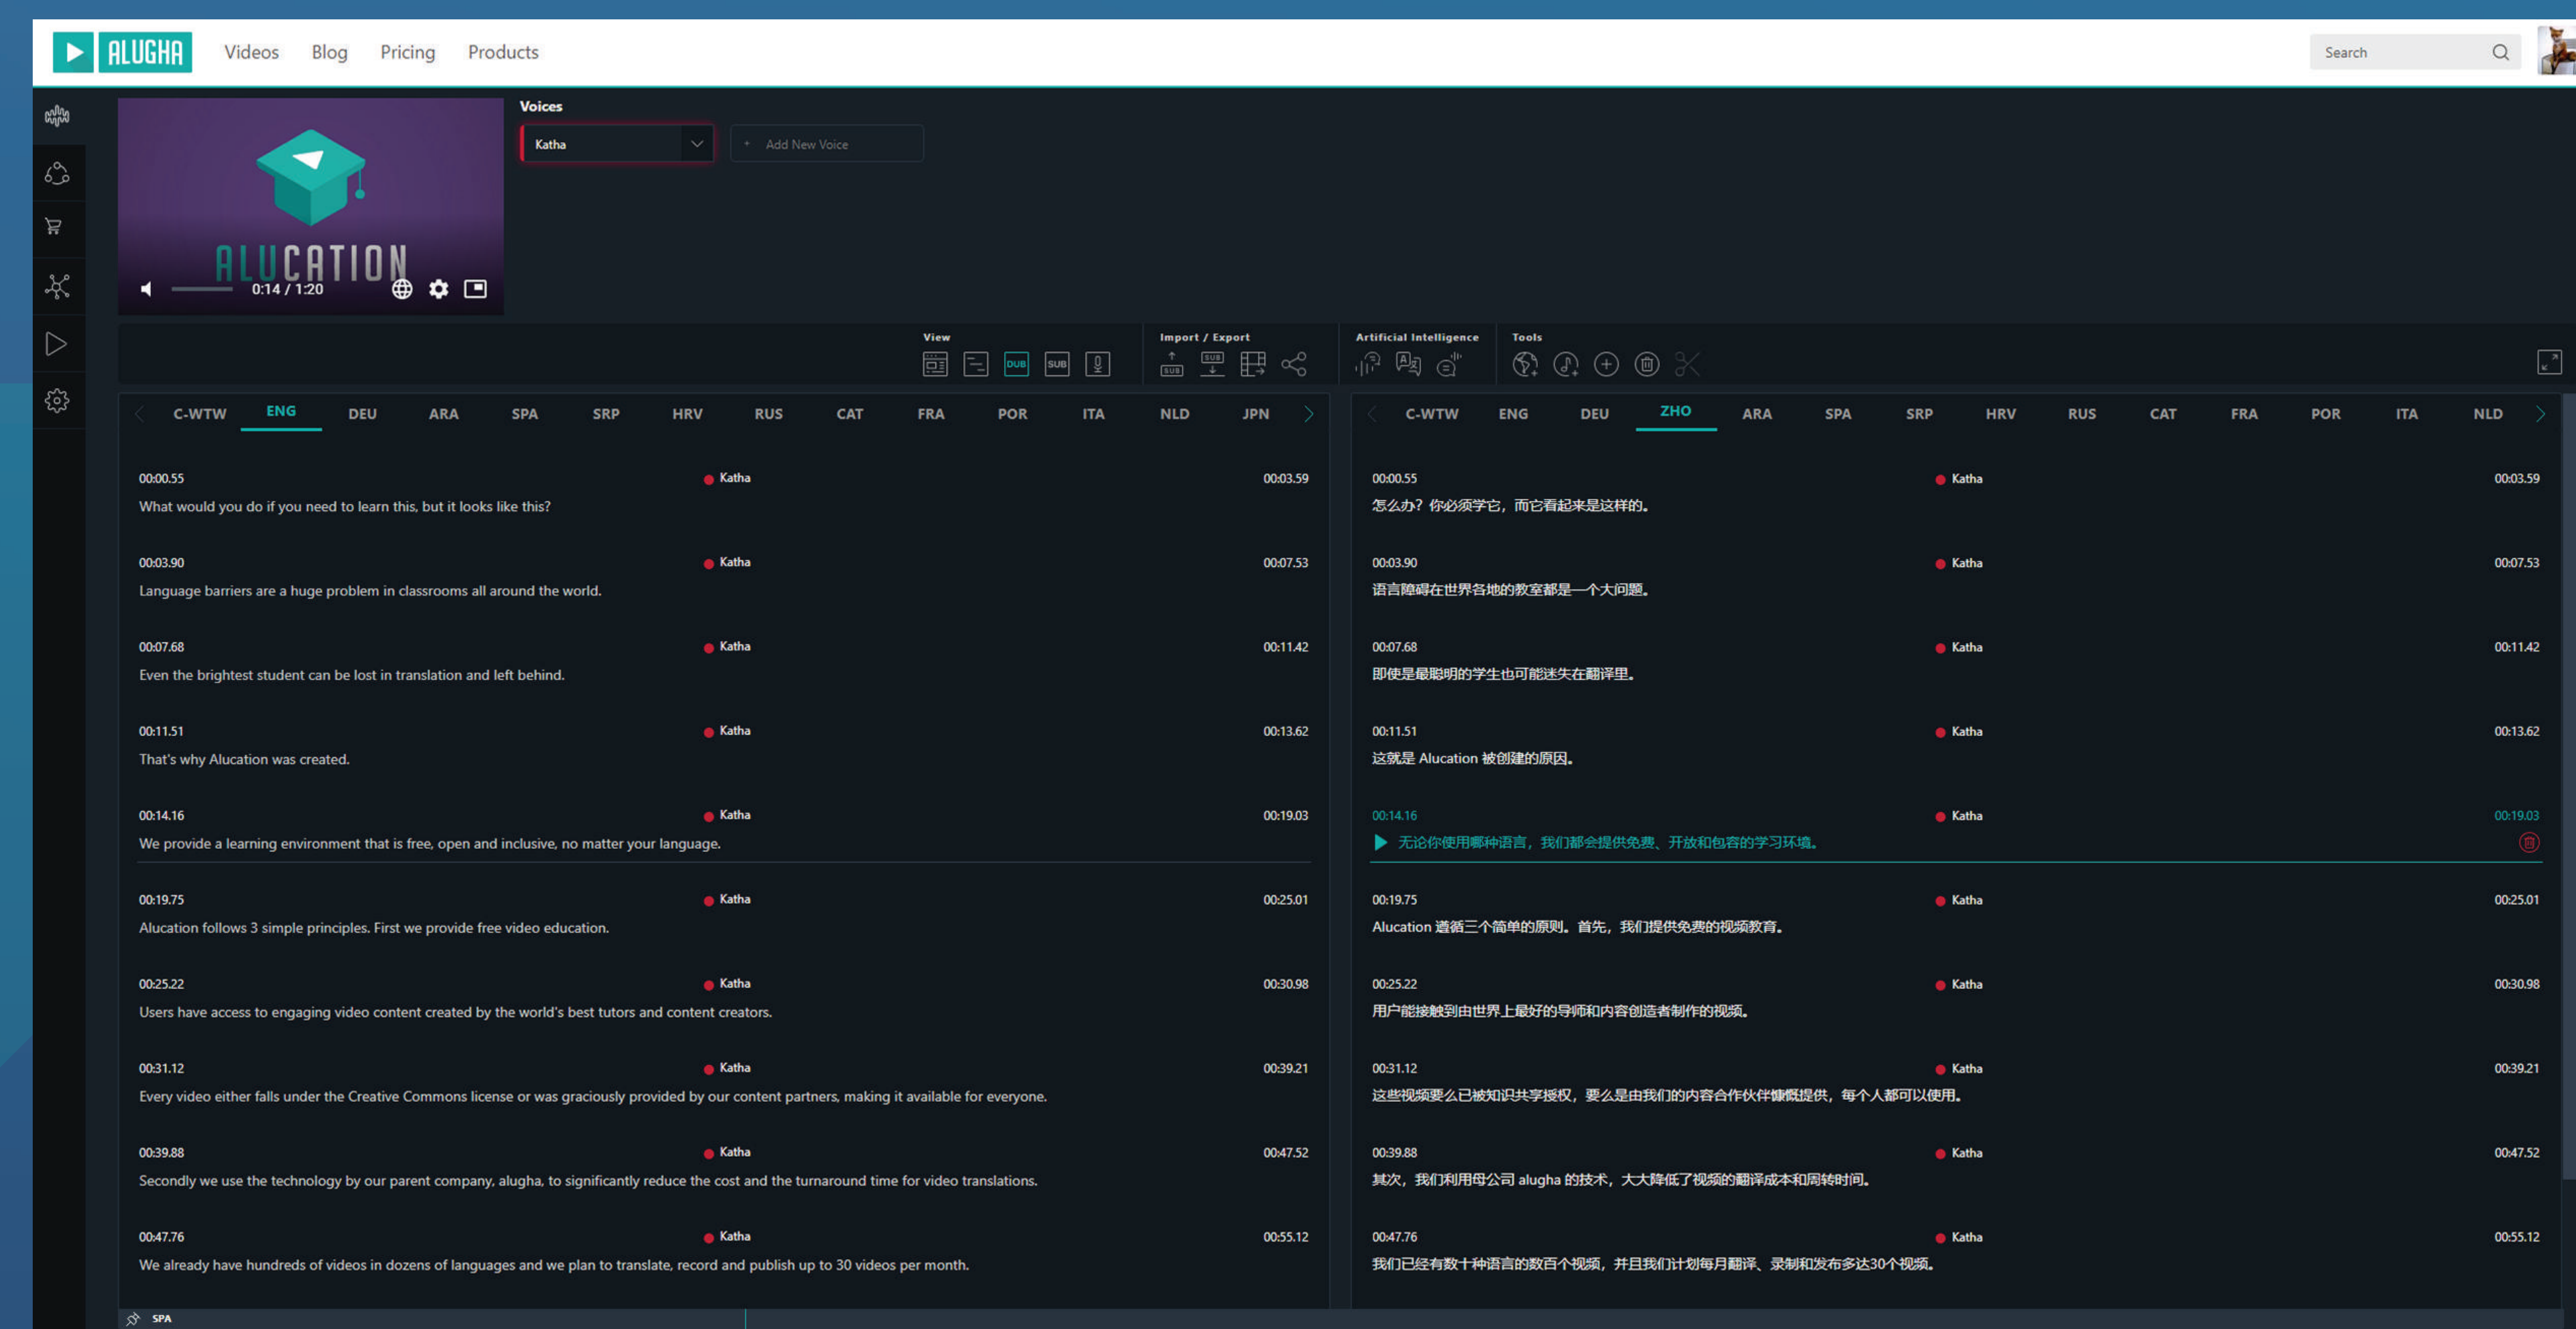 ALUGHA
Videos Blog Pricing Products
Search
Voices
Katha
+ Add New Voice
ALUCATION
0:14 / 1:20
View
DUB
SUB
Import / Export
SUB
SUB
Artificial Intelligence
Tools
C-WTW ENG DEU ARA SPA SRP HRV RUS CAT FRA POR ITA NLD JPN
00:00.55 Katha 00:03.59
What would you do if you need to learn this, but it looks like this?
00:03.90 Katha 00:07.53
Language barriers are a huge problem in classrooms all around the world.
00:07.68 Katha 00:11.42
Even the brightest student can be lost in translation and left behind.
00:11.51 Katha 00:13.62
That's why Alucation was created.
00:14.16 Katha 00:19.03
We provide a learning environment that is free, open and inclusive, no matter your language.
00:19.75 Katha 00:25.01
Alucation follows 3 simple principles. First we provide free video education.
00:25.22 Katha 00:30.98
Users have access to engaging video content created by the world's best tutors and content creators.
00:31.12 Katha 00:39.21
Every video either falls under the Creative Commons license or was graciously provided by our content partners, making it available for everyone.
00:39.88 Katha 00:47.52
Secondly we use the technology by our parent company, alugha, to significantly reduce the cost and the turnaround time for video translations.
00:47.76 Katha 00:55.12
We already have hundreds of videos in dozens of languages and we plan to translate, record and publish up to 30 videos per month.
C-WTW ENG DEU ZHO ARA SPA SRP HRV RUS CAT FRA POR ITA NLD
00:00.55 Katha 00:03.59
怎么办？你必须学它，而它看起来是这样的。
00:03.90 Katha 00:07.53
语言障碍在世界各地的教室都是一个大问题。
00:07.68 Katha 00:11.42
即使是最聪明的学生也可能迷失在翻译里。
00:11.51 Katha 00:13.62
这就是 Alucation 被创建的原因。
00:14.16 Katha 00:19.03
无论你使用哪种语言，我们都会提供免费、开放和包容的学习环境。
00:19.75 Katha 00:25.01
Alucation 遵循三个简单的原则。首先，我们提供免费的视频教育。
00:25.22 Katha 00:30.98
用户能接触到由世界上最好的导师和内容创造者制作的视频。
00:31.12 Katha 00:39.21
这些视频要么已被知识共享授权，要么是由我们的内容合作伙伴慷慨提供，每个人都可以使用。
00:39.88 Katha 00:47.52
其次，我们利用母公司 alugha 的技术，大大降低了视频的翻译成本和周转时间。
00:47.76 Katha 00:55.12
我们已经有数十种语言的数百个视频，并且我们计划每月翻译、录制和发布多达30个视频。
SPA